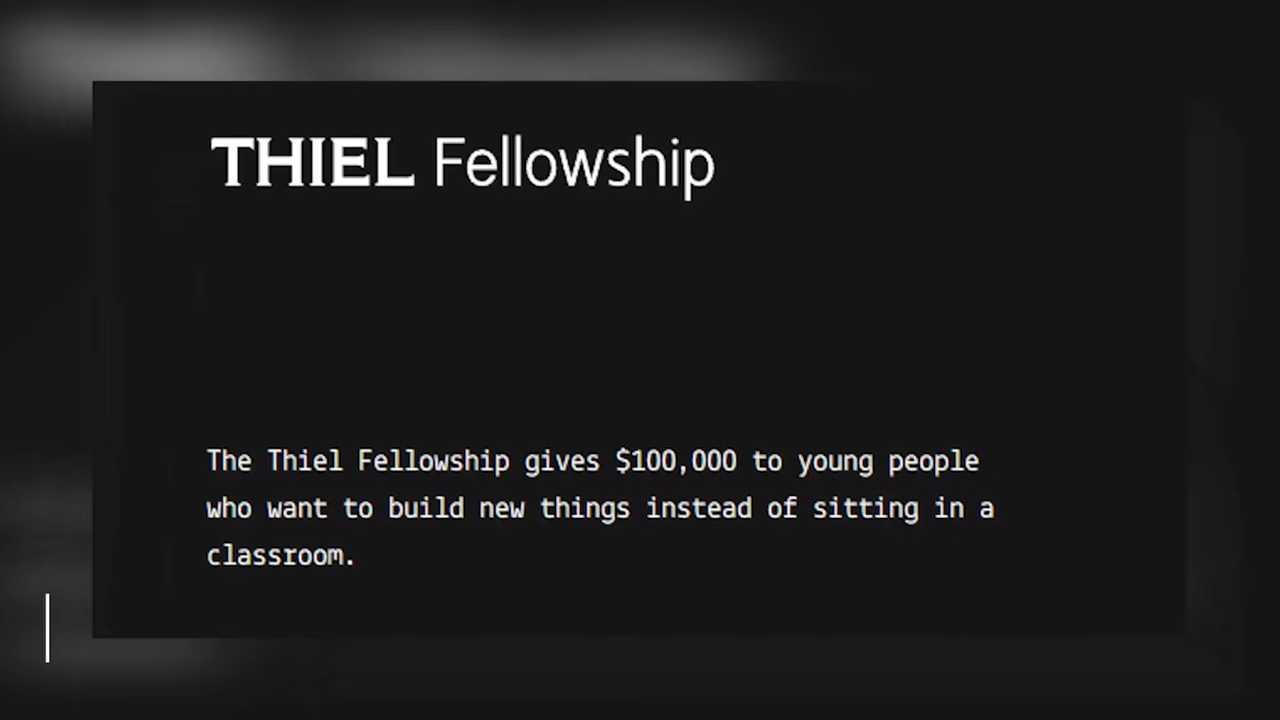 THIEL Fellowship
The Thiel Fellowship gives $100,000 to young people
who want to build new things instead of sitting in a
classroom.